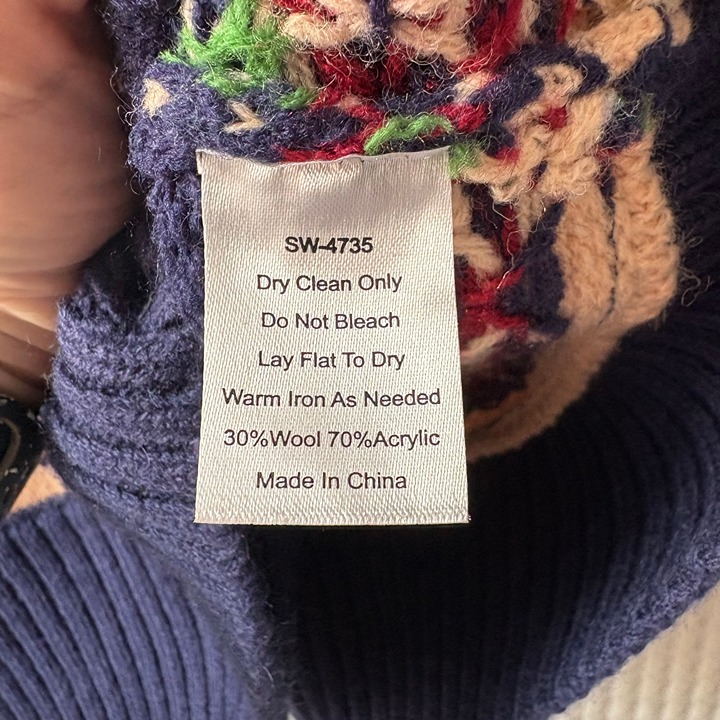 SW-4735
Dry Clean Only
Do Not Bleach
Lay Flat To Dry
Warm Iron As Needed
30%Wool 70%Acrylic
Made In China